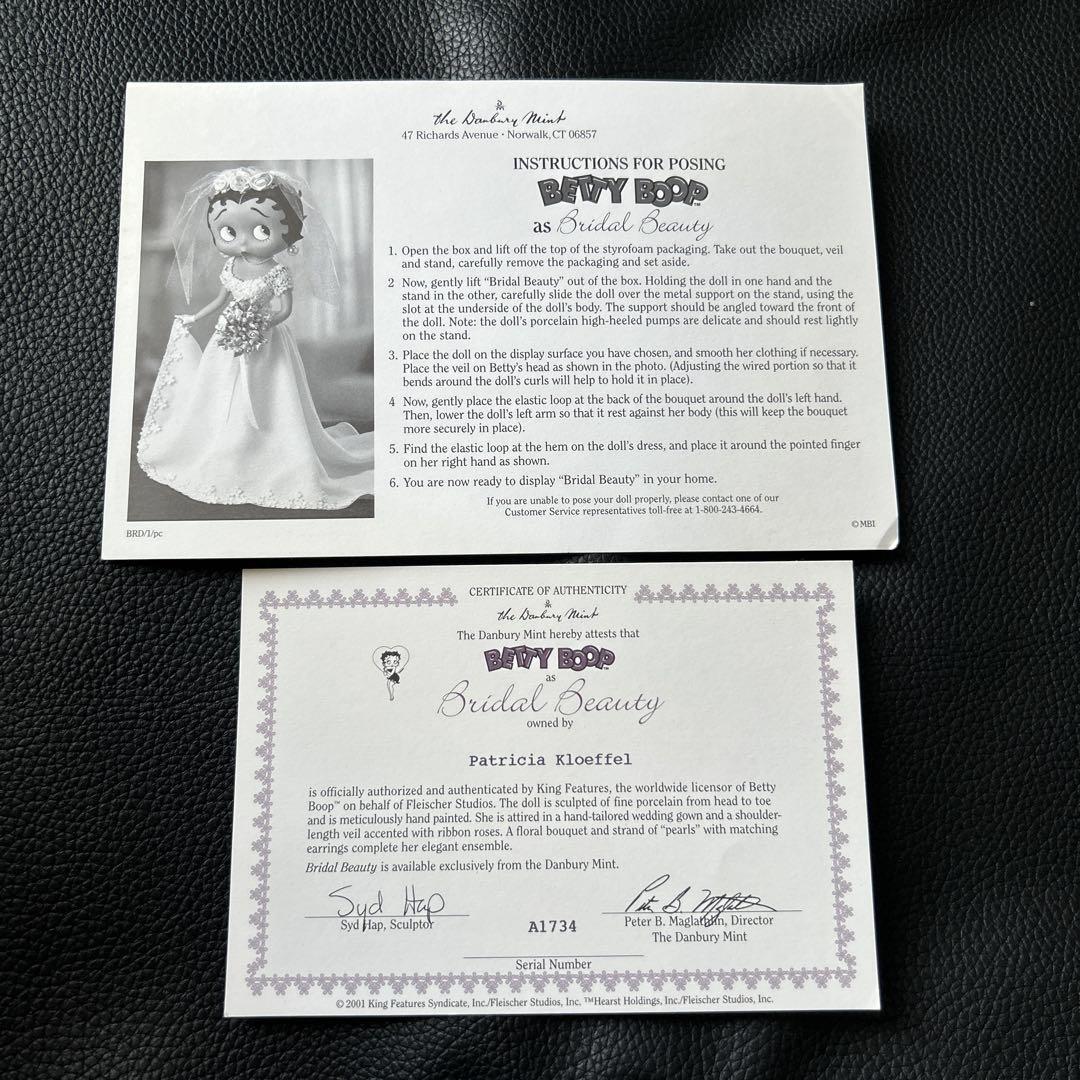 the Danbury Mint
47 Richards Avenue · Norwalk, CT 06857
INSTRUCTIONS FOR POSING
BETTY BOOP™
as Bridal Beauty
1. Open the box and lift off the top of the styrofoam packaging. Take out the bouquet, veil
and stand, carefully remove the packaging and set aside.
2 Now, gently lift “Bridal Beauty” out of the box. Holding the doll in one hand and the
stand in the other, carefully slide the doll over the metal support on the stand, using the
slot at the underside of the doll’s body. The support should be angled toward the front of
the doll. Note: the doll’s porcelain high-heeled pumps are delicate and should rest lightly
on the stand.
3. Place the doll on the display surface you have chosen, and smooth her clothing if necessary.
Place the veil on Betty’s head as shown in the photo. (Adjusting the wired portion so that it
bends around the doll’s curls will help to hold it in place).
4 Now, gently place the elastic loop at the back of the bouquet around the doll’s left hand.
Then, lower the doll’s left arm so that it rest against her body (this will keep the bouquet
more securely in place).
5. Find the elastic loop at the hem on the doll’s dress, and place it around the pointed finger
on her right hand as shown.
6. You are now ready to display “Bridal Beauty” in your home.
If you are unable to pose your doll properly, please contact one of our
Customer Service representatives toll-free at 1-800-243-4664.
BRD/1/pc
© MBI
CERTIFICATE OF AUTHENTICITY
the Danbury Mint
The Danbury Mint hereby attests that
BETTY BOOP™
as
Bridal Beauty
owned by
Patricia Kloeffel
is officially authorized and authenticated by King Features, the worldwide licensor of Betty
Boop™ on behalf of Fleischer Studios. The doll is sculpted of fine porcelain from head to toe
and is meticulously hand painted. She is attired in a hand-tailored wedding gown and a shoulder-
length veil accented with ribbon roses. A floral bouquet and strand of “pearls” with matching
earrings complete her elegant ensemble.
Bridal Beauty is available exclusively from the Danbury Mint.
Syd Hap
Syd Hap, Sculptor
A1734
Peter B. Maglathlin, Director
The Danbury Mint
Serial Number
© 2001 King Features Syndicate, Inc./Fleischer Studios, Inc. ™Hearst Holdings, Inc./Fleischer Studios, Inc.